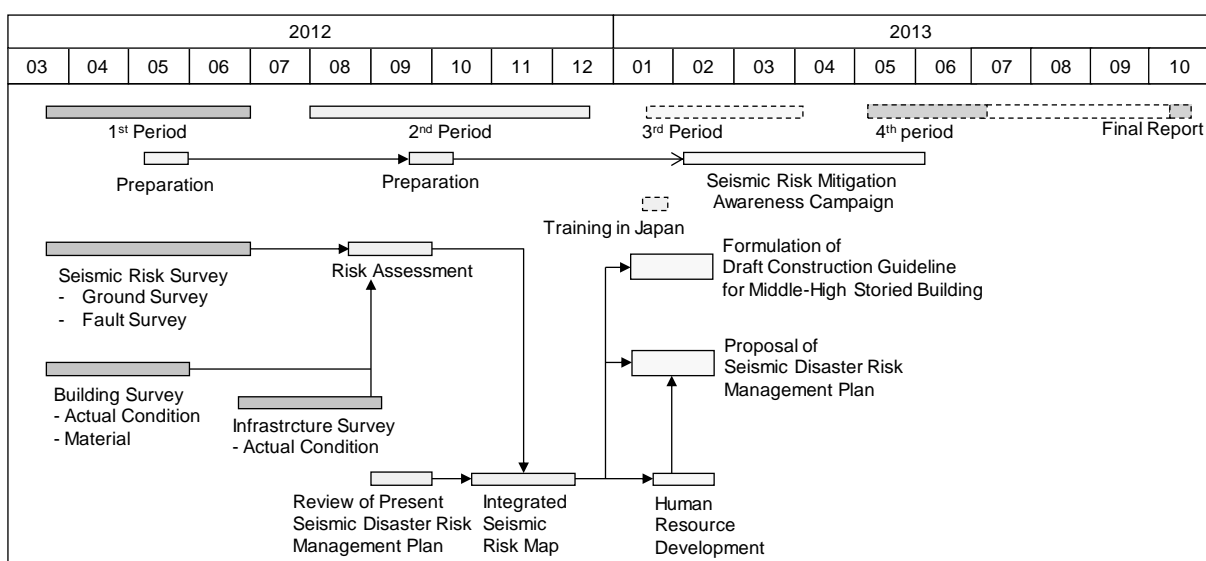 2012
2013
03 04 05 06 07 08 09 10 11 12 01 02 03 04 05 06 07 08 09 10
1st Period
2nd Period
3rd Period
4th period
Final Report
Preparation
Preparation
Seismic Risk Mitigation
Awareness Campaign
Training in Japan
Seismic Risk Survey
- Ground Survey
- Fault Survey
Risk Assessment
Formulation of
Draft Construction Guideline
for Middle-High Storied Building
Building Survey
- Actual Condition
- Material
Infrastrcture Survey
- Actual Condition
Proposal of
Seismic Disaster Risk
Management Plan
Review of Present
Seismic Disaster Risk
Management Plan
Integrated
Seismic
Risk Map
Human
Resource
Development